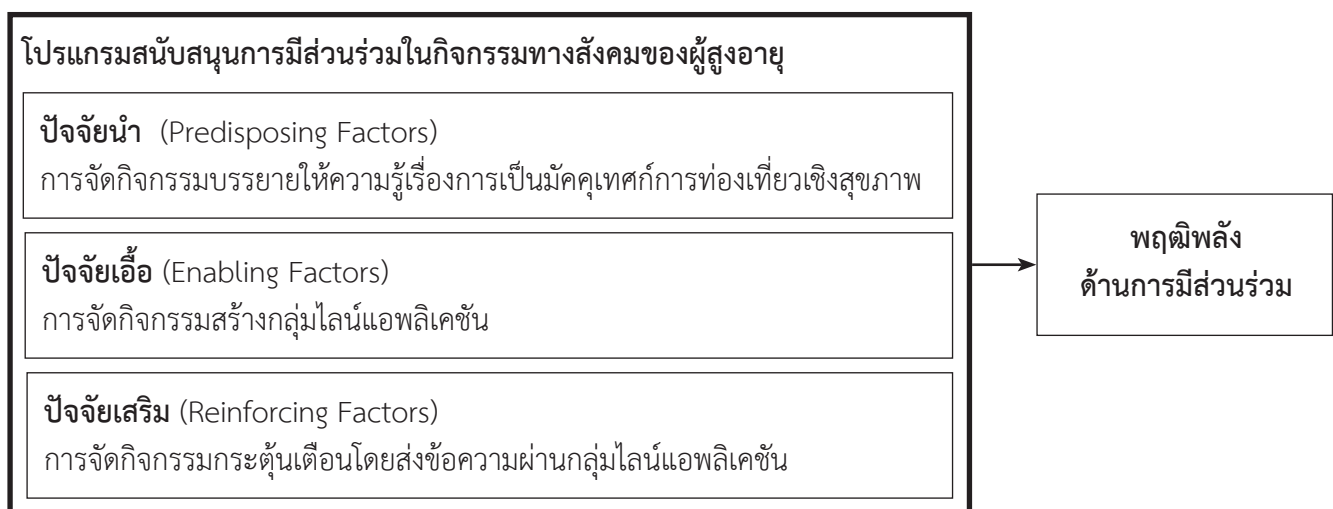 โปรแกรมสนับสนุนการมีส่วนร่วมในกิจกรรมทางสังคมของผู้สูงอายุ
ปัจจัยนำ (Predisposing Factors)
การจัดกิจกรรมบรรยายให้ความรู้เรื่องการเป็นมัคคุเทศก์การท่องเที่ยวเชิงสุขภาพ
ปัจจัยเอื้อ (Enabling Factors)
การจัดกิจกรรมสร้างกลุ่มไลน์แอพลิเคชัน
ปัจจัยเสริม (Reinforcing Factors)
การจัดกิจกรรมกระตุ้นเตือนโดยส่งข้อความผ่านกลุ่มไลน์แอพลิเคชัน
พฤฒิพลัง
ด้านการมีส่วนร่วม